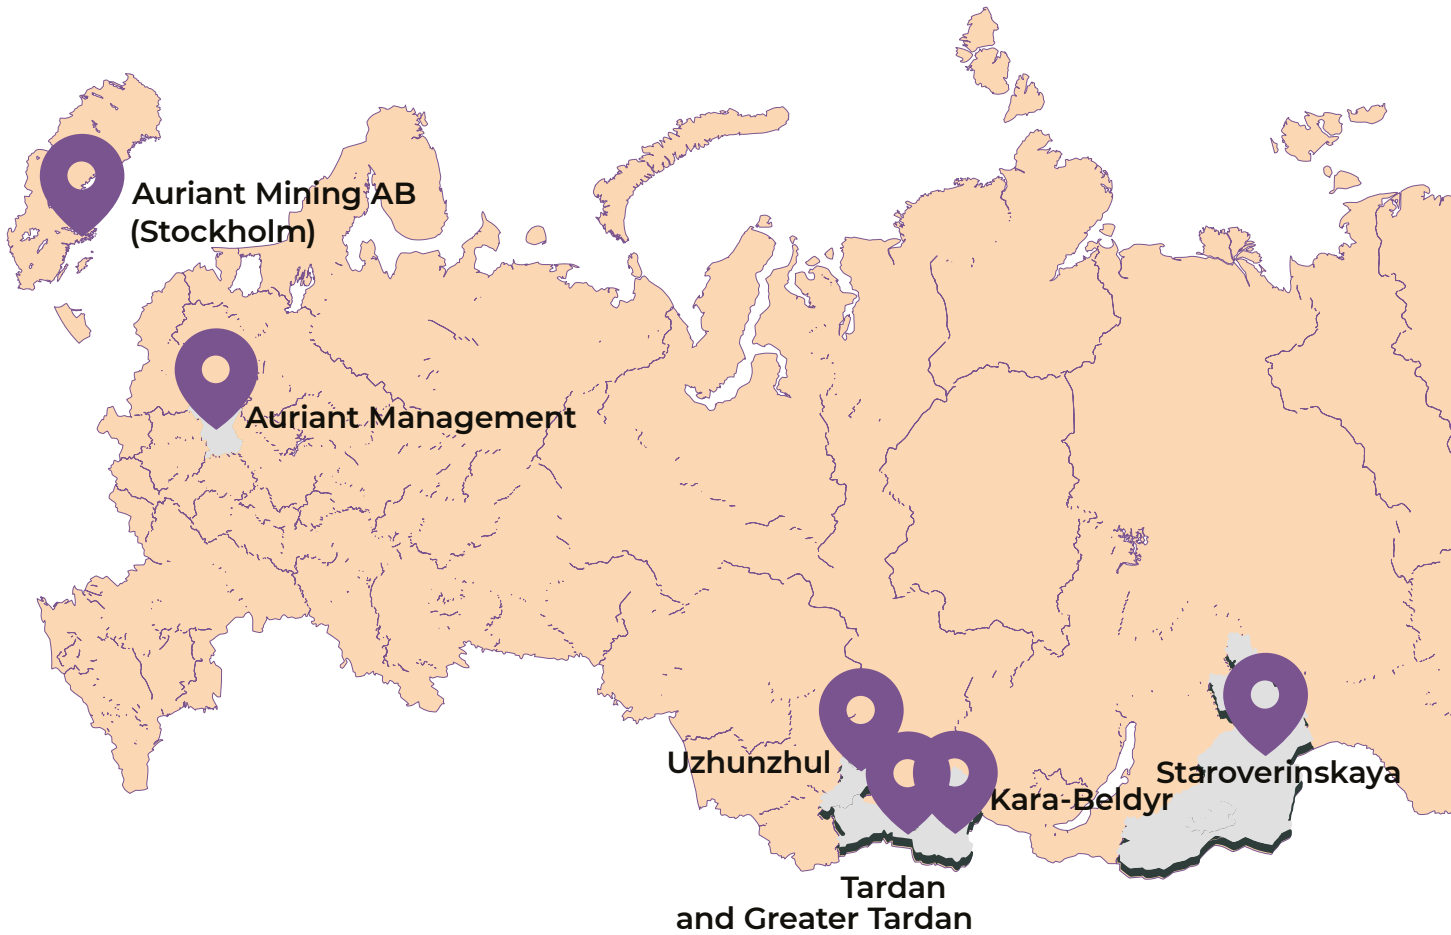 Auriant Mining AB
(Stockholm)
Auriant Management
Uzhunzhul
Staroverinskaya
Kara-Beldyr
Tardan
and Greater Tardan